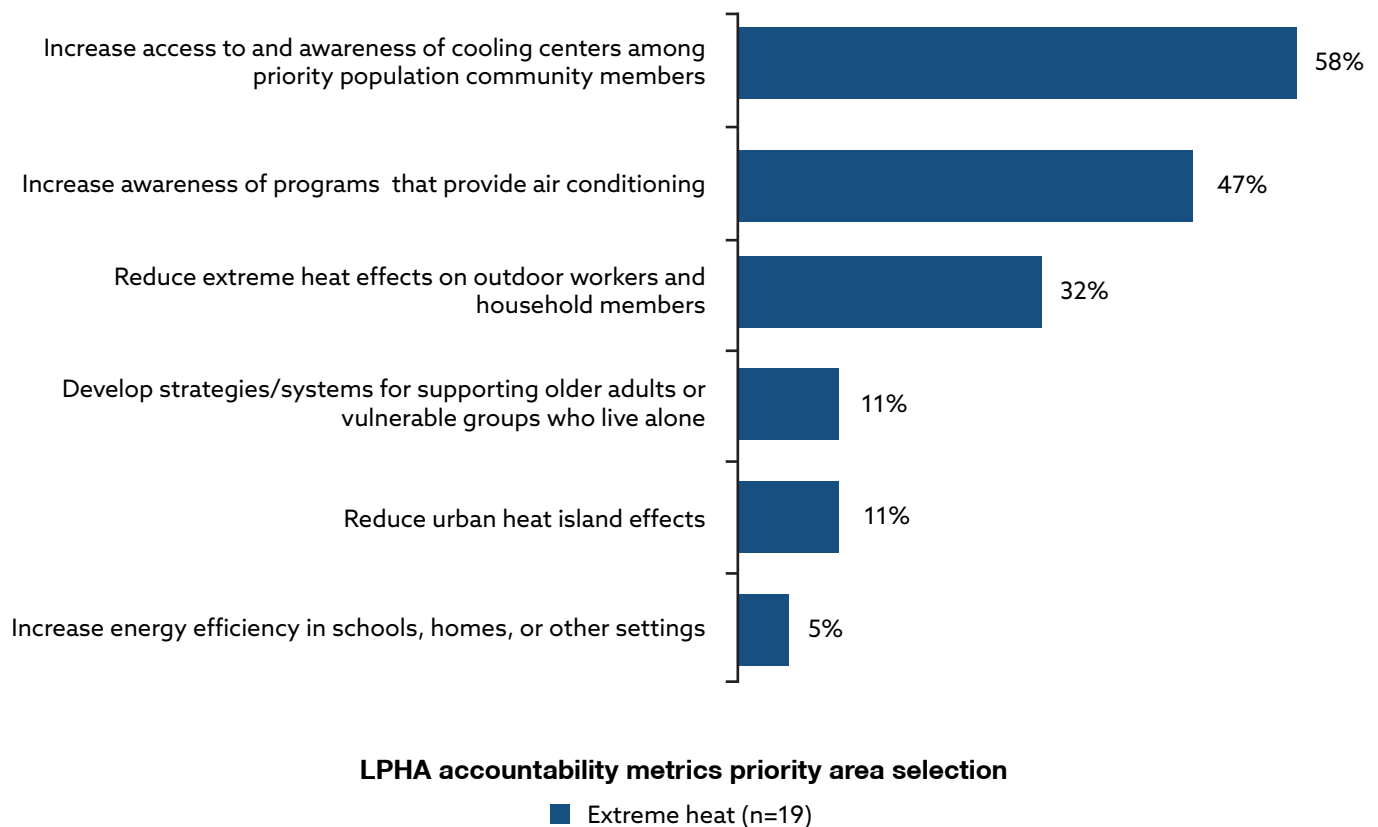 Increase access to and awareness of cooling centers among
priority population community members
58%
Increase awareness of programs  that provide air conditioning
47%
Reduce extreme heat effects on outdoor workers and
household members
32%
Develop strategies/systems for supporting older adults or
vulnerable groups who live alone
11%
Reduce urban heat island effects
11%
Increase energy efficiency in schools, homes, or other settings
5%
LPHA accountability metrics priority area selection
Extreme heat (n=19)